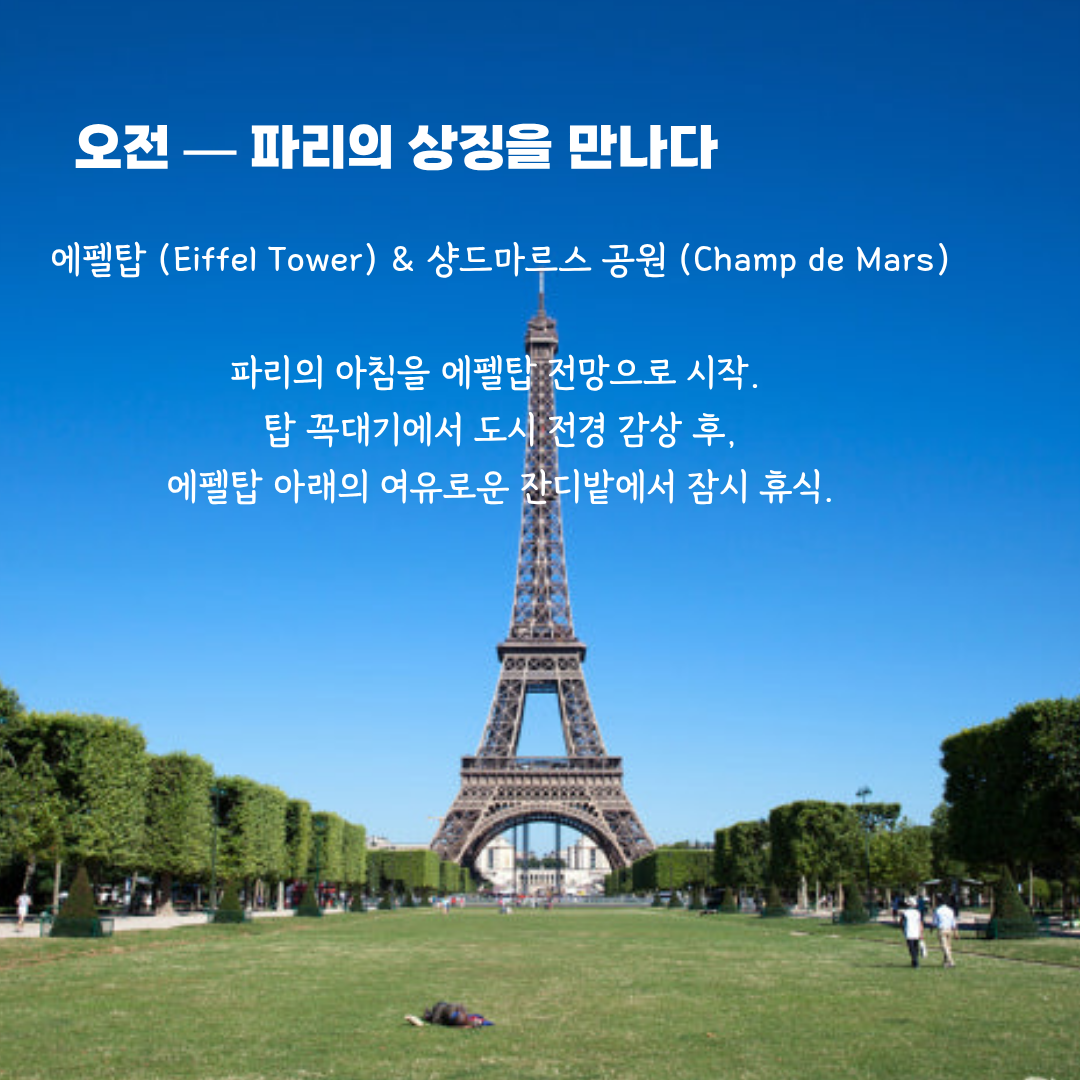 오전 — 파리의 상징을 만나다
에펠탑 (Eiffel Tower) & 샹드마르스 공원 (Champ de Mars)
파리의 아침을 에펠탑 전망으로 시작.
탑 꼭대기에서 도시 전경 감상 후,
에펠탑 아래의 여유로운 잔디밭에서 잠시 휴식.